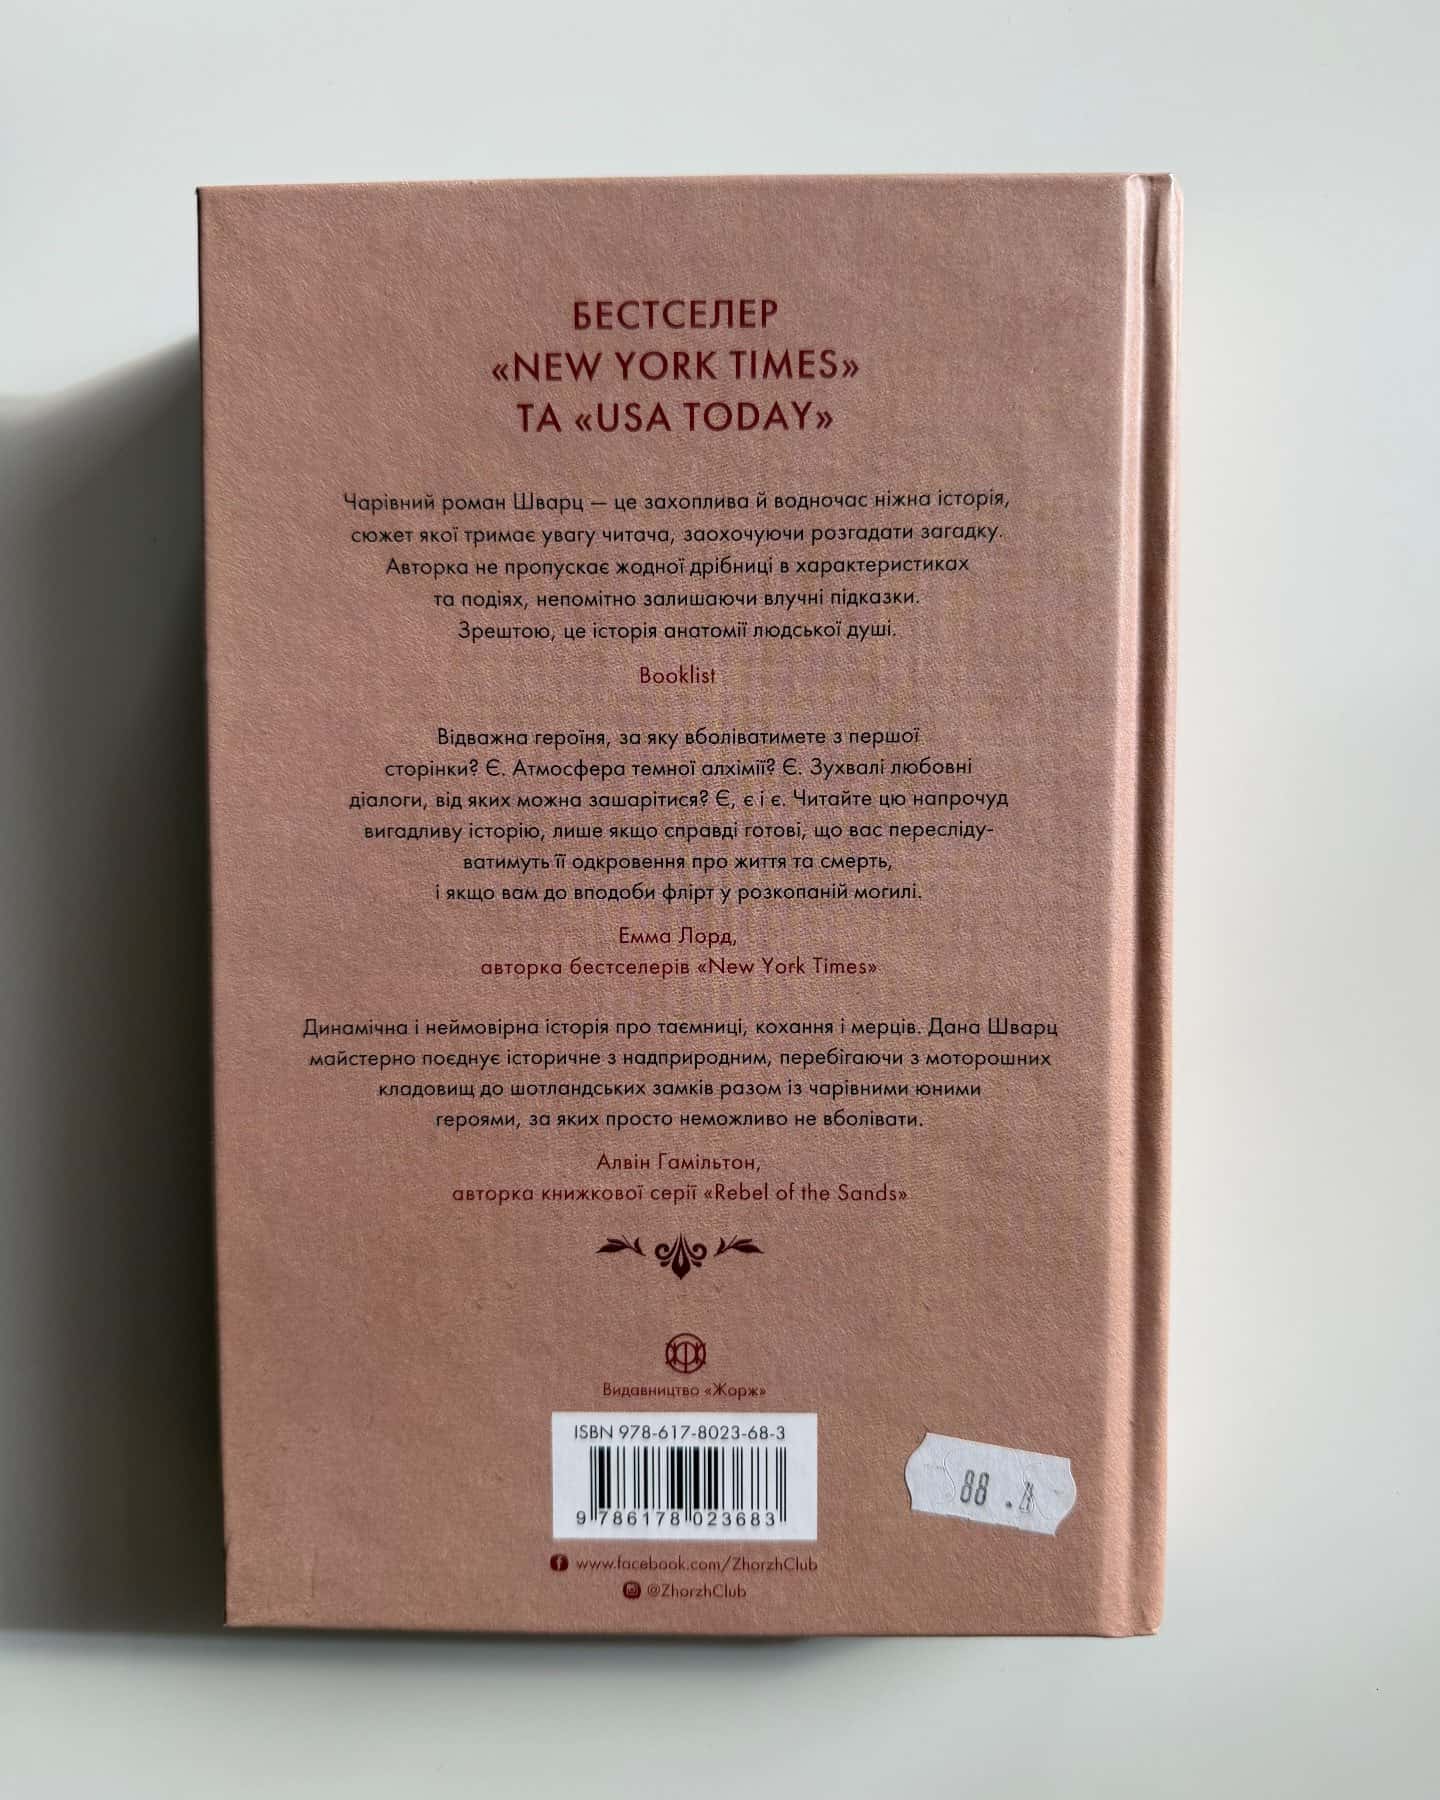 БЕСТСЕЛЕР
«NEW YORK TIMES»
ТА «USA TODAY»
Чарівний роман Шварц — це захоплива й водночас ніжна історія,
сюжет якої тримає увагу читача, заохочуючи розгадати загадку.
Авторка не пропускає жодної дрібниці в характеристиках
та подіях, непомітно залишаючи влучні підказки.
Зрештою, це історія анатомії людської душі.
Booklist
Відважна героїня, за яку вболіватимете з першої
сторінки? Є. Атмосфера темної алхімії? Є. Зухвалі любовні
діалоги, від яких можна зашарітися? Є, є і є. Читайте цю напрочуд
вигадливу історію, лише якщо справді готові, що вас пересліду-
ватимуть її одкровення про життя та смерть,
і якщо вам до вподоби флірт у розкопаній могилі.
Емма Лорд,
авторка бестселерів «New York Times»
Динамічна і неймовірна історія про таємниці, кохання і мерців. Дана Шварц
майстерно поєднує історичне з надприродним, перебігаючи з моторошних
кладовищ до шотландських замків разом із чарівними юними
героями, за яких просто неможливо не вболівати.
Алвін Гамільтон,
авторка книжкової серії «Rebel of the Sands»
Видавництво «Жорж»
ISBN 978-617-8023-68-3
9 786178 023683
88
www.facebook.com/ZhorzhClub
@ZhorzhClub